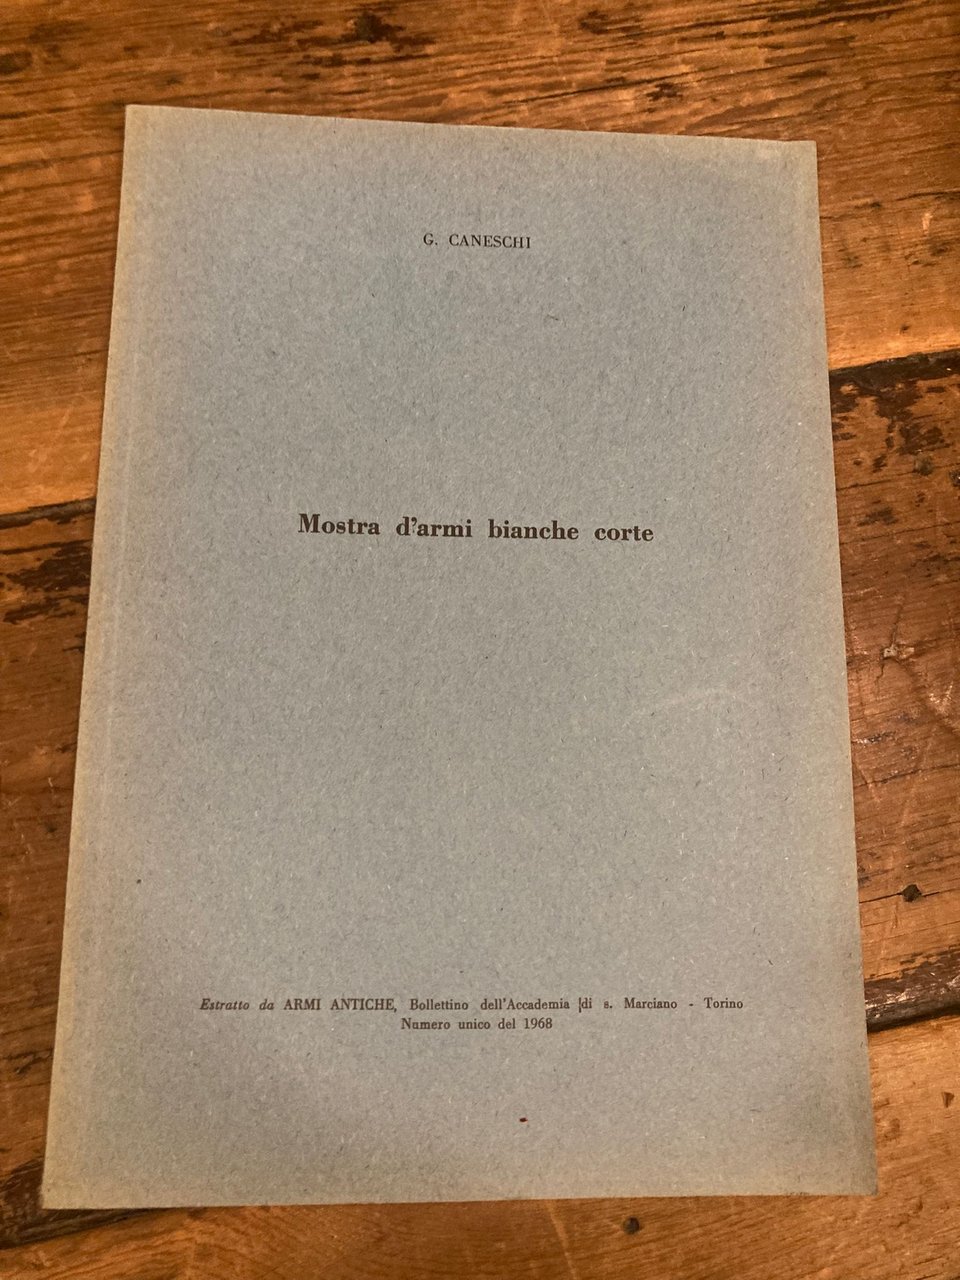 G. CANESCHI
Mostra d'armi bianche corte
Estratto da ARMI ANTICHE, Bollettino dell'Accademia |di s. Marciano - Torino
Numero unico del 1968